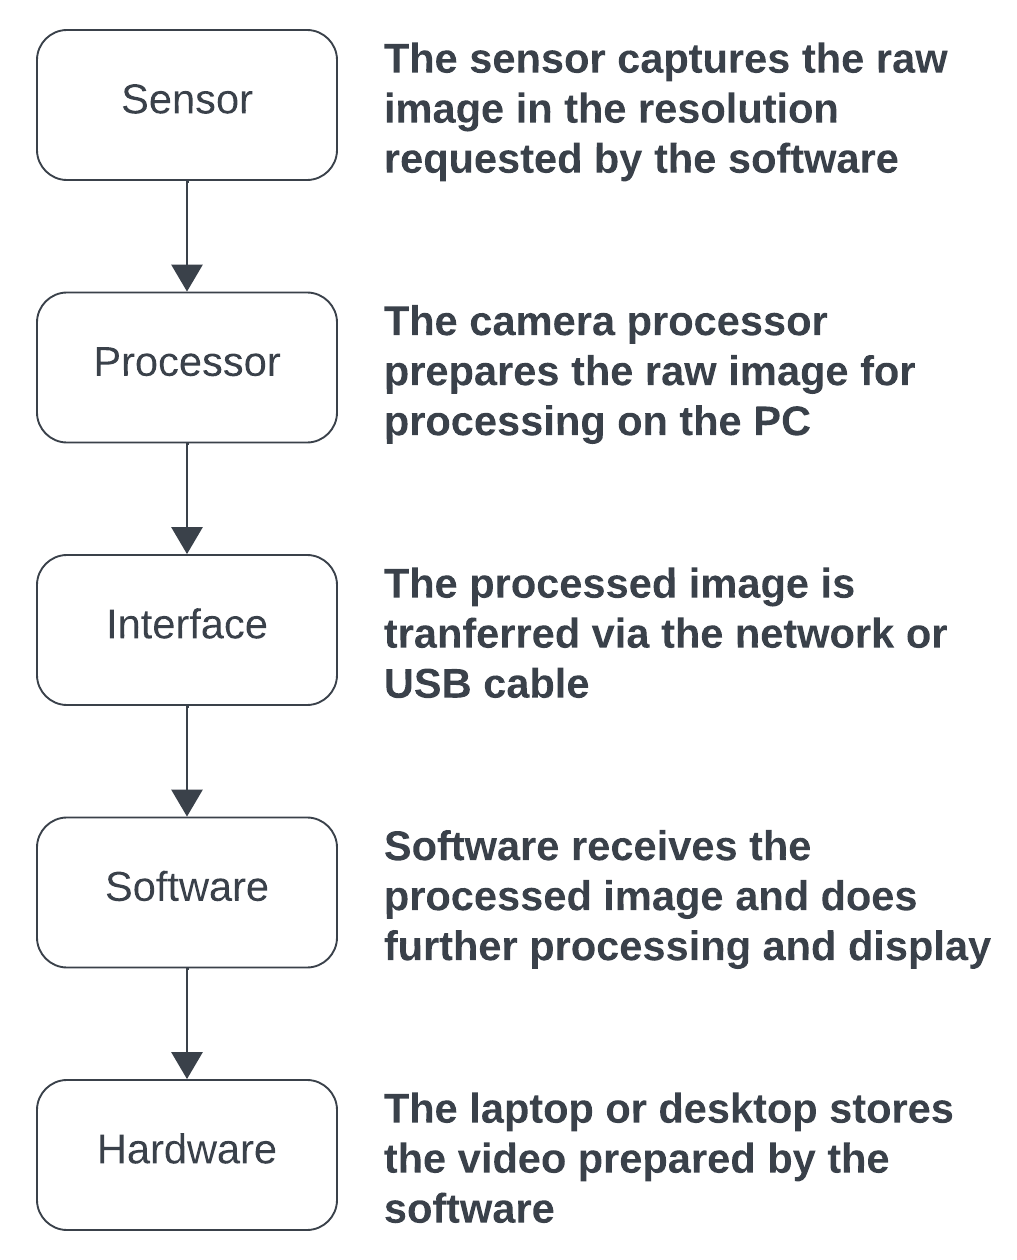 Sensor
The sensor captures the raw
image in the resolution
requested by the software
Processor
The camera processor
prepares the raw image for
processing on the PC
Interface
The processed image is
tranferred via the network or
USB cable
Software
Software receives the
processed image and does
further processing and display
Hardware
The laptop or desktop stores
the video prepared by the
software